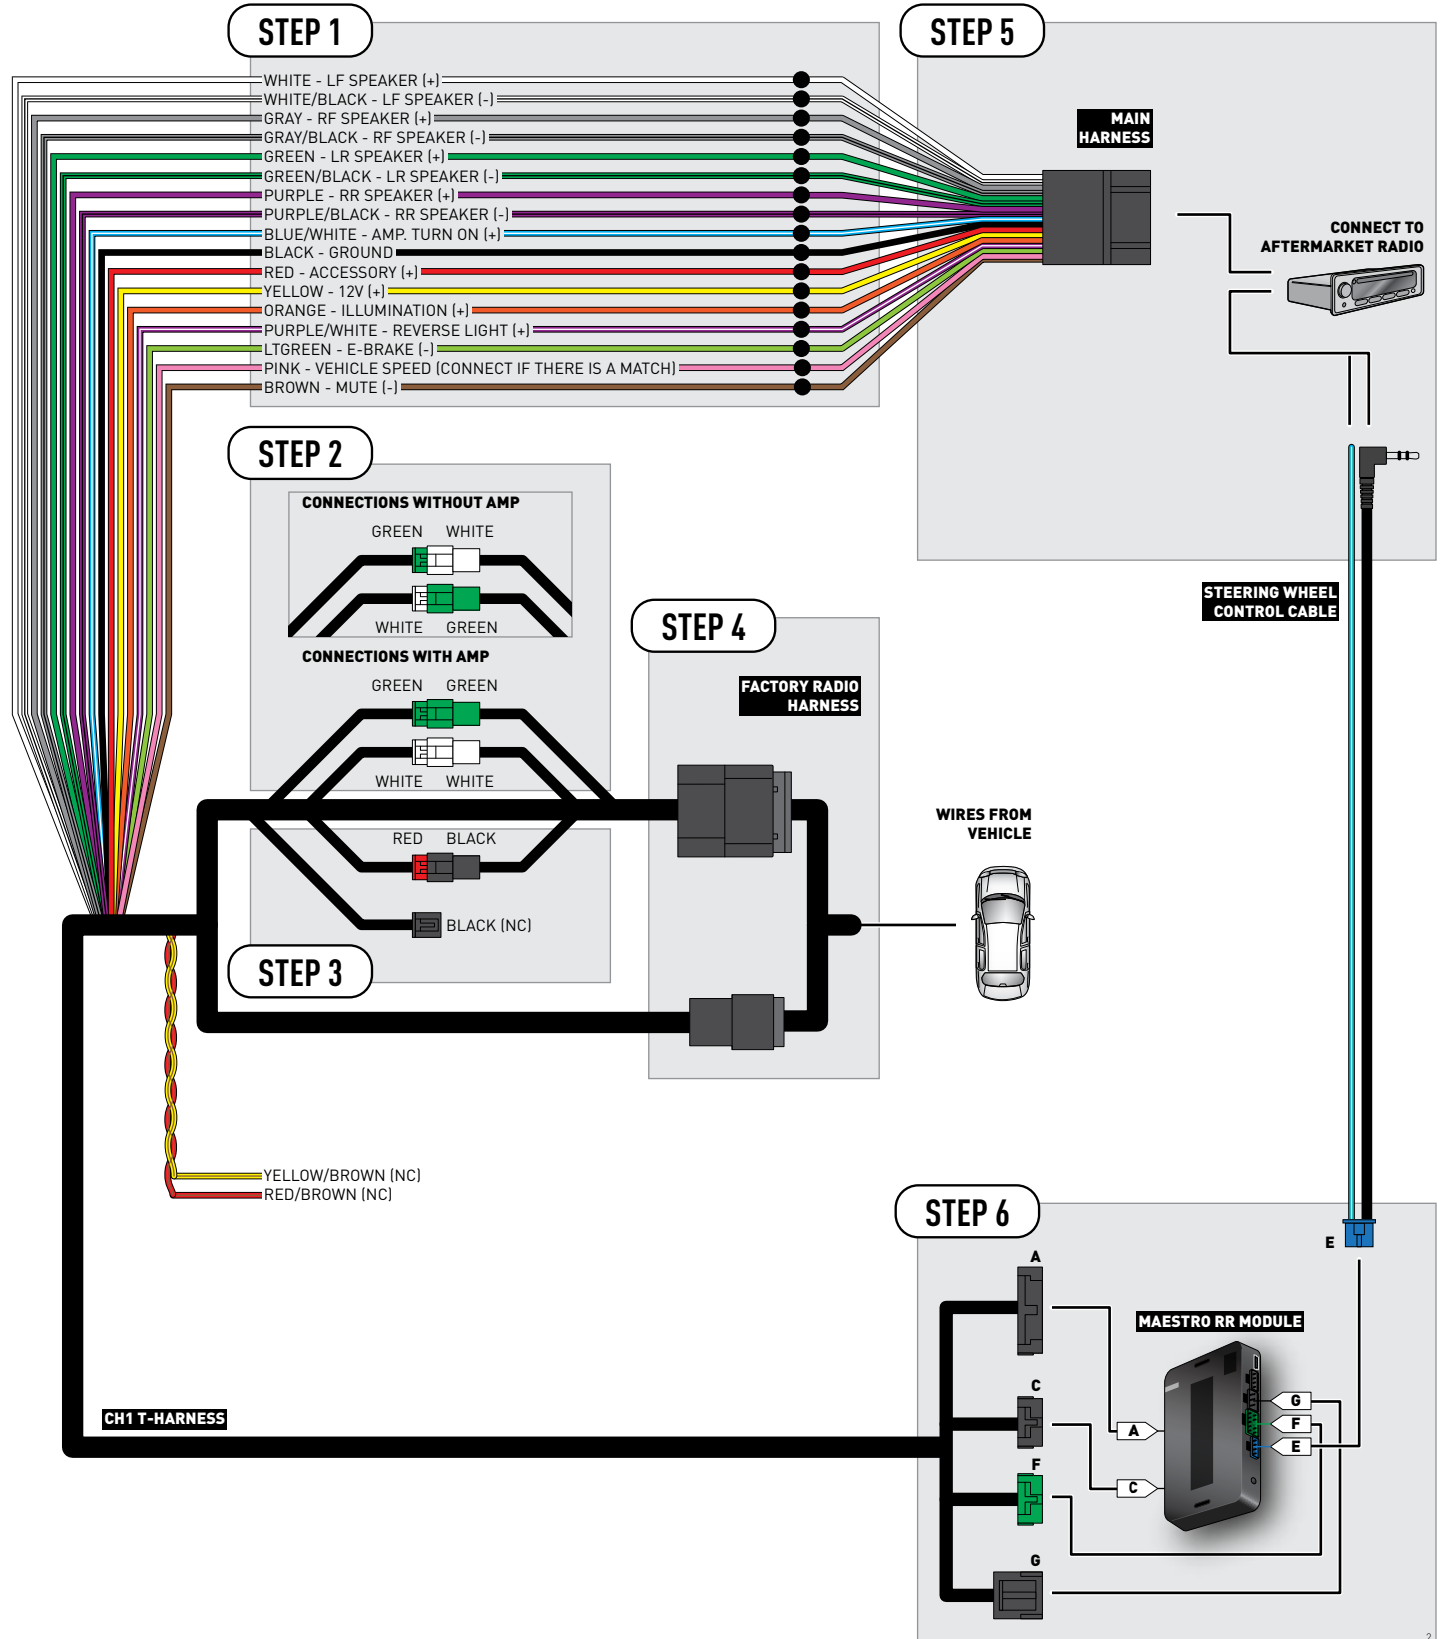 STEP 1
WHITE - LF SPEAKER (+)
WHITE/BLACK - LF SPEAKER (-)
GRAY - RF SPEAKER (+)
GRAY/BLACK - RF SPEAKER (-)
GREEN - LR SPEAKER (+)
GREEN/BLACK - LR SPEAKER (-)
PURPLE - RR SPEAKER (+)
PURPLE/BLACK - RR SPEAKER (-)
BLUE/WHITE - AMP. TURN ON (+)
BLACK - GROUND
RED - ACCESSORY (+)
YELLOW - 12V (+)
ORANGE - ILLUMINATION (+)
PURPLE/WHITE - REVERSE LIGHT (+)
LTGREEN - E-BRAKE (-)
PINK - VEHICLE SPEED (CONNECT IF THERE IS A MATCH)
BROWN - MUTE (-)
STEP 5
MAIN
HARNESS
CONNECT TO
AFTERMARKET RADIO
STEP 2
CONNECTIONS WITHOUT AMP
GREEN WHITE
WHITE GREEN
CONNECTIONS WITH AMP
GREEN GREEN
WHITE WHITE
STEERING WHEEL
CONTROL CABLE
STEP 4
FACTORY RADIO
HARNESS
RED BLACK
BLACK (NC)
STEP 3
WIRES FROM
VEHICLE
YELLOW/BROWN (NC)
RED/BROWN (NC)
CH1 T-HARNESS
STEP 6
E
A
MAESTRO RR MODULE
C
G
F
A
E
F
C
G
2